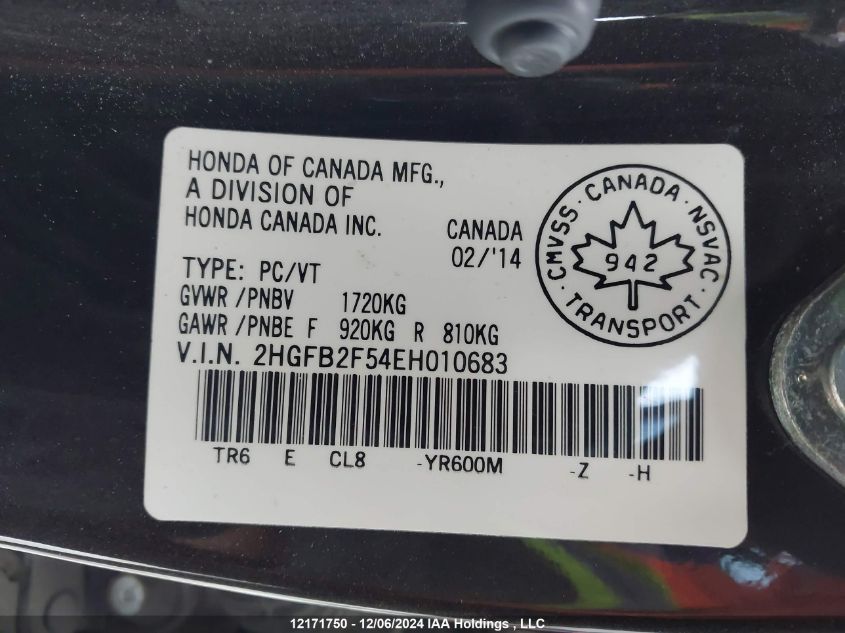 HONDA OF CANADA MFG.,
A DIVISION OF
HONDA CANADA INC.
CANADA
02/'14
TYPE: PC/VT
GVWR /PNBV 1720KG
GAWR /PNBE F 920KG R 810KG
V.I.N. 2HGFB2F54EH010683
TR6 E CL8 -YR600M -Z -H
CMVSS · CANADA · NSVAC · TRANSPORT ·
942
12171750 - 12/06/2024 IAA Holdings , LLC